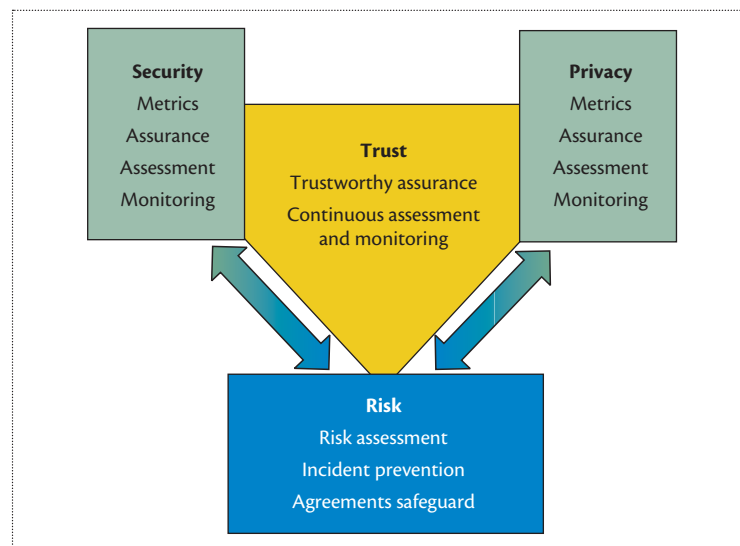 Security
Metrics
Assurance
Assessment
Monitoring
Trust
Trustworthy assurance
Continuous assessment
and monitoring
Privacy
Metrics
Assurance
Assessment
Monitoring
Risk
Risk assessment
Incident prevention
Agreements safeguard